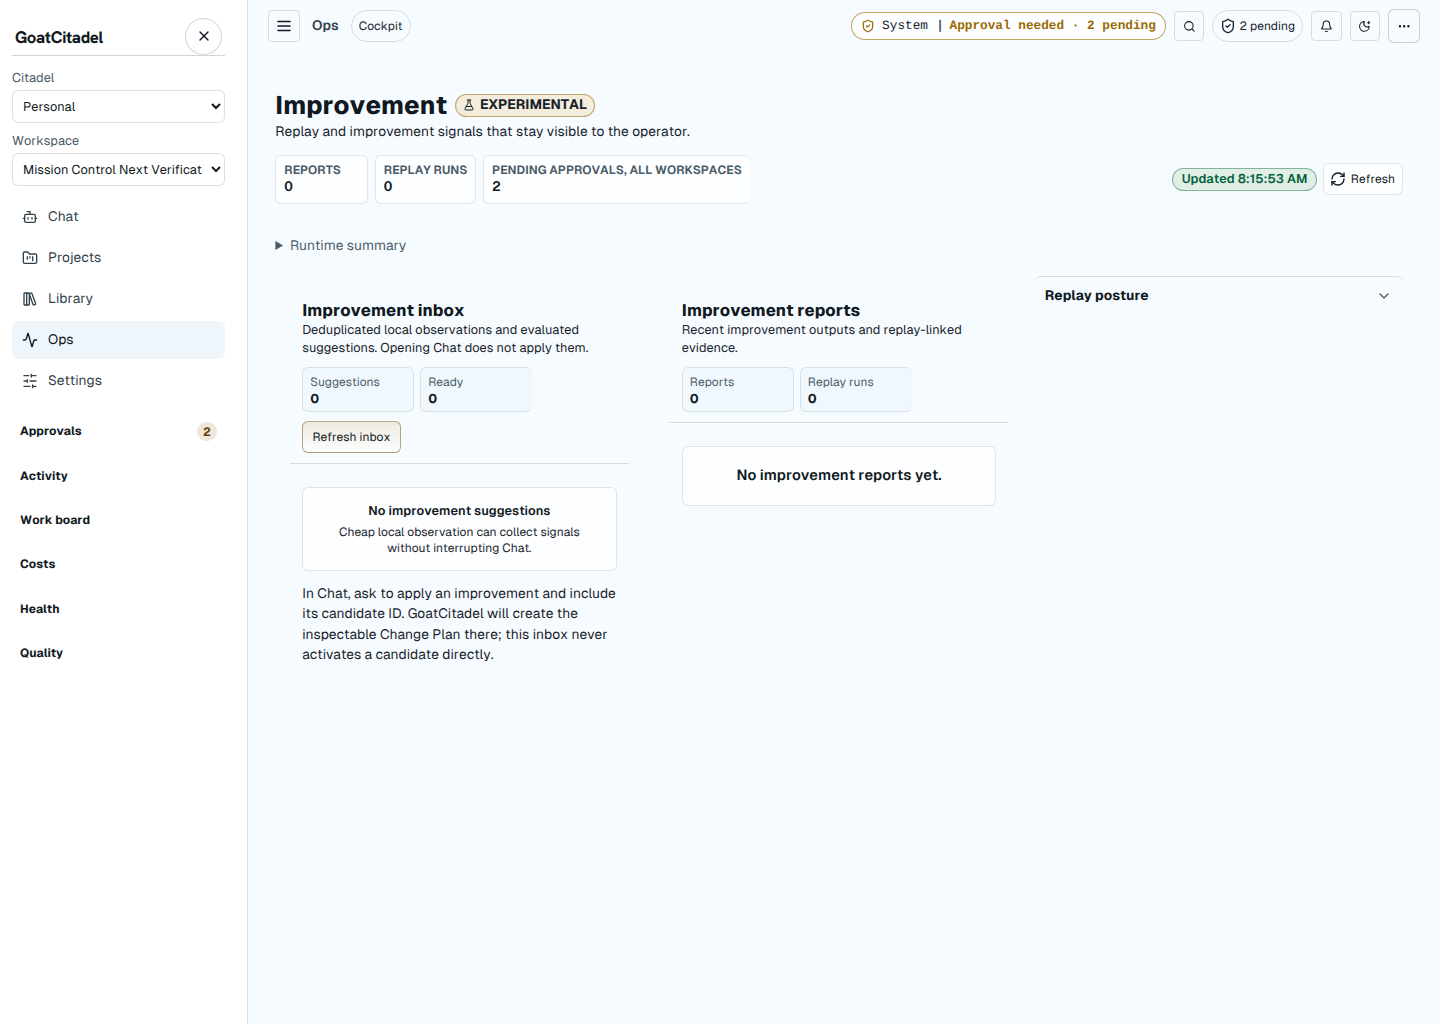 GoatCitadel
Citadel
Personal
Workspace
Mission Control Next Verificat
Chat
Projects
Library
Ops
Settings
Approvals 2
Activity
Work board
Costs
Health
Quality
Ops Cockpit
System | Approval needed · 2 pending
2 pending
Improvement EXPERIMENTAL
Replay and improvement signals that stay visible to the operator.
REPORTS
0
REPLAY RUNS
0
PENDING APPROVALS, ALL WORKSPACES
2
Updated 8:15:53 AM
Refresh
Runtime summary
Improvement inbox
Deduplicated local observations and evaluated
suggestions. Opening Chat does not apply them.
Suggestions
0
Ready
0
Refresh inbox
No improvement suggestions
Cheap local observation can collect signals
without interrupting Chat.
In Chat, ask to apply an improvement and include
its candidate ID. GoatCitadel will create the
inspectable Change Plan there; this inbox never
activates a candidate directly.
Improvement reports
Recent improvement outputs and replay-linked
evidence.
Reports
0
Replay runs
0
No improvement reports yet.
Replay posture